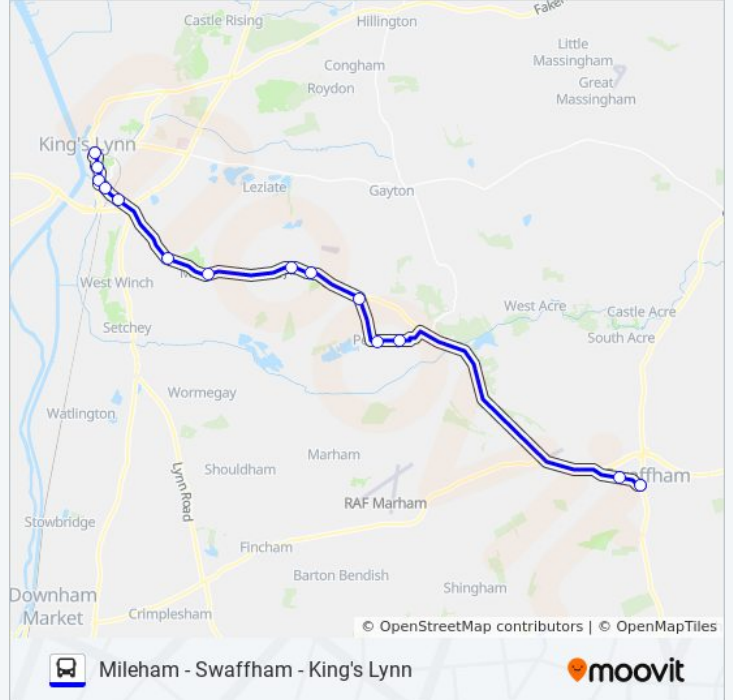 Castle Rising
Hillington
Faken
Little
Massingham
Congham
Great
Massingham
Roydon
King's Lynn
Leziate
Gayton
West Winch
West Acre
Castle Acre
Setchey
South Acre
Wormegay
Watlington
Marham
Shouldham
affham
Lynn Road
RAF Marham
Stowbridge
Fincham
Barton Bendish
Shingham
Downham
Market
Crimplesham
© OpenStreetMap contributors | © OpenMapTiles
Mileham - Swaffham - King's Lynn
moovit